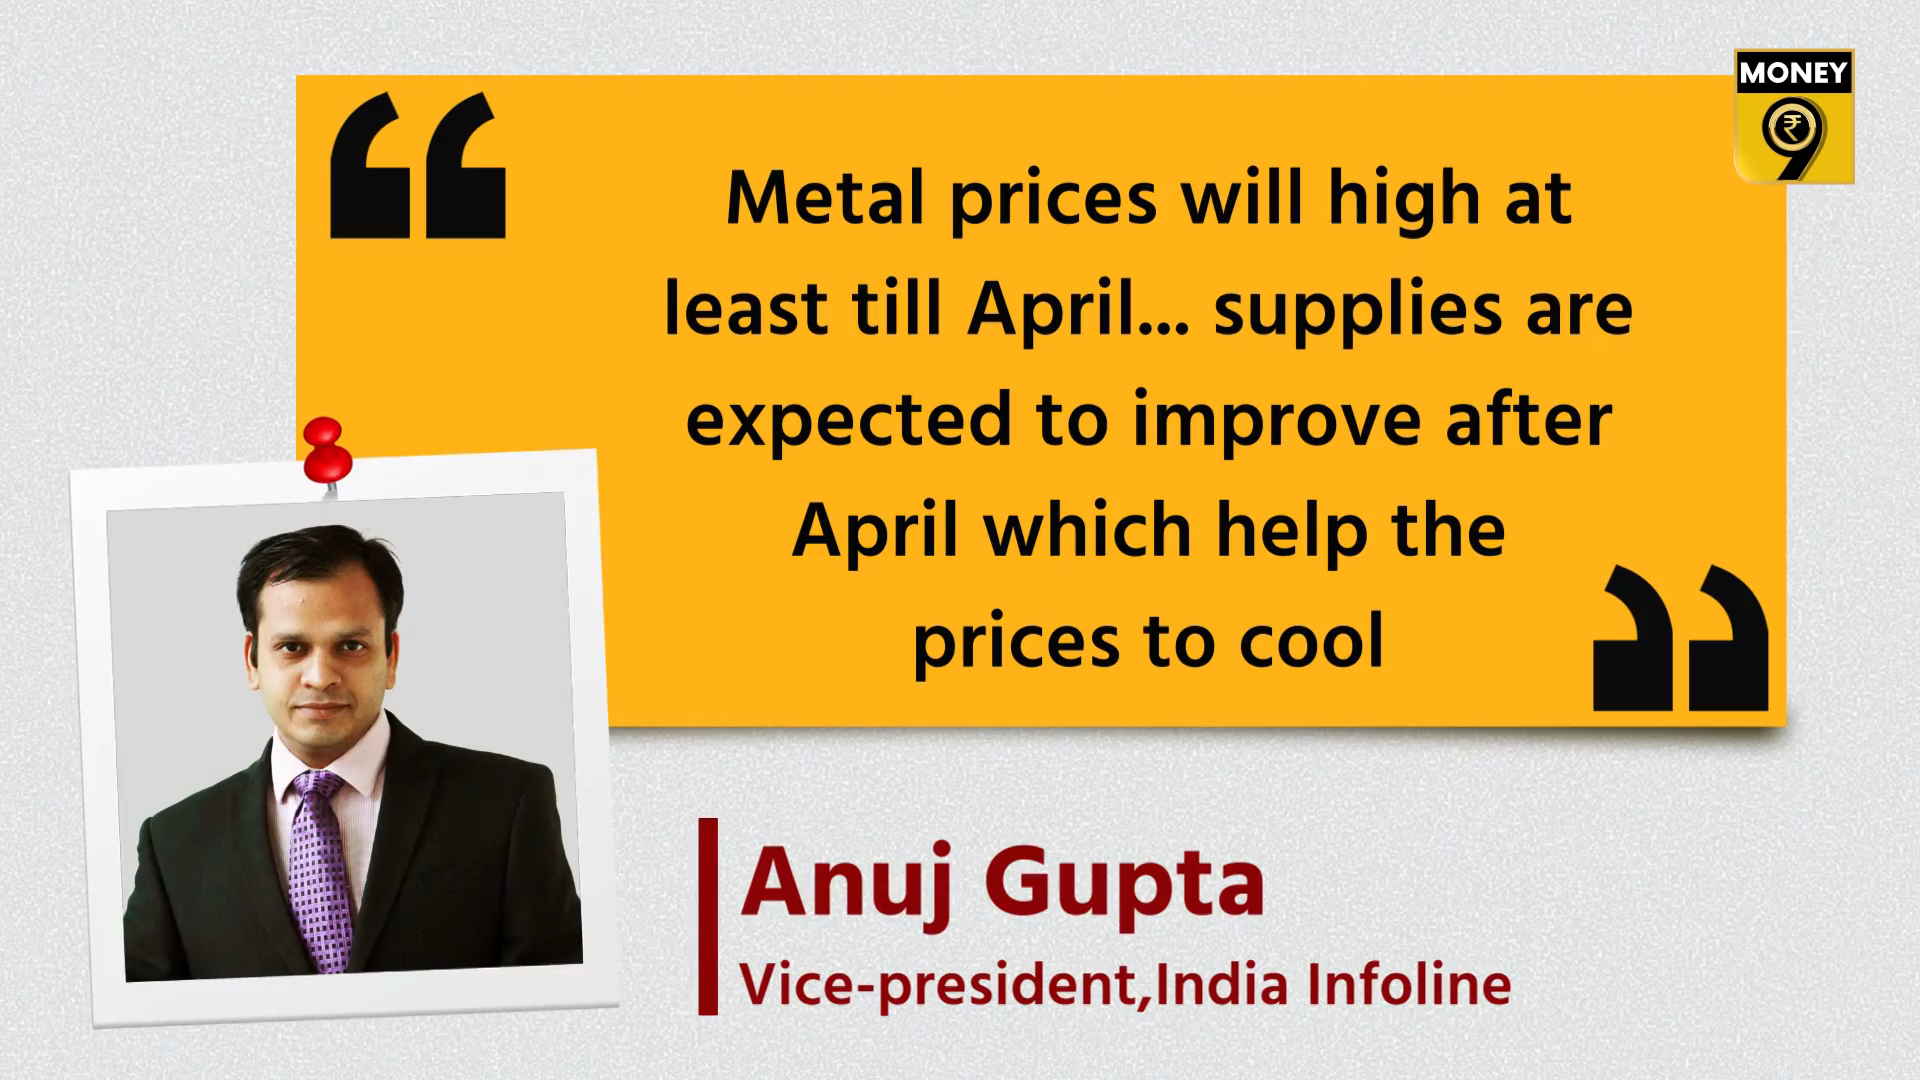 MONEY
9
Metal prices will high at
least till April... supplies are
expected to improve after
April which help the
prices to cool
Anuj Gupta
Vice-president,India Infoline